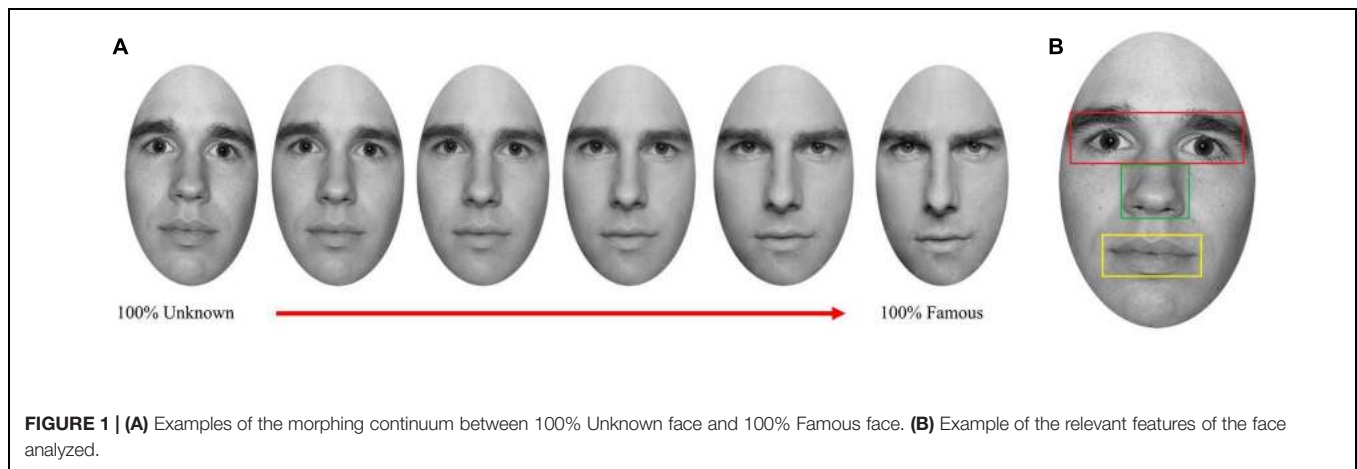 A
B
100% Unknown
100% Famous
FIGURE 1 | (A) Examples of the morphing continuum between 100% Unknown face and 100% Famous face. (B) Example of the relevant features of the face
analyzed.